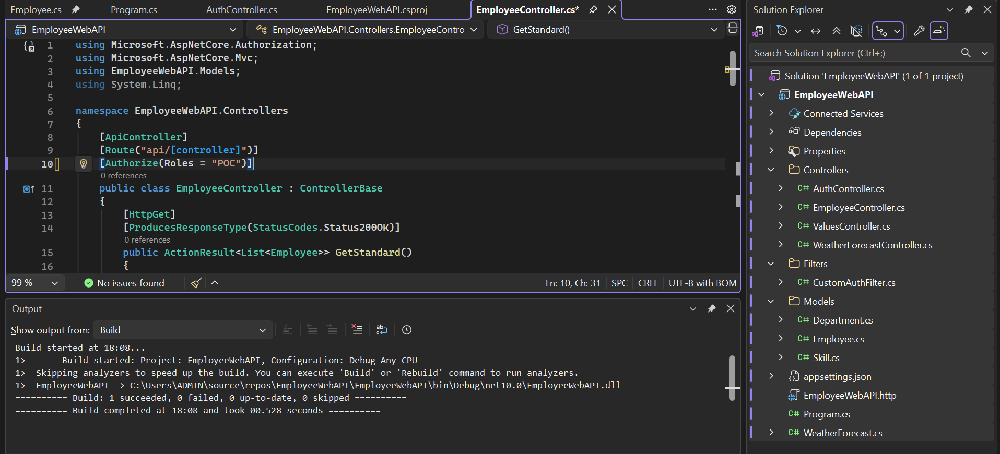 Employee.cs
Program.cs
AuthController.cs
EmployeeWebAPI.csproj
EmployeeController.cs*
EmployeeWebAPI
EmployeeWebAPI.Controllers.EmployeeContro
GetStandard()
1 using Microsoft.AspNetCore.Authorization;
2 using Microsoft.AspNetCore.Mvc;
3 using EmployeeWebAPI.Models;
4 using System.Linq;
5
6 namespace EmployeeWebAPI.Controllers
7 {
8 [ApiController]
9 [Route("api/[controller]")]
10 [Authorize(Roles = "POC")]
0 references
11 public class EmployeeController : ControllerBase
12 {
13 [HttpGet]
14 [ProducesResponseType(StatusCodes.Status200OK)]
0 references
15 public ActionResult<List<Employee>> GetStandard()
16 {
99 %
No issues found
Ln: 10, Ch: 31
SPC
CRLF
UTF-8 with BOM
Output
Show output from:
Build
Build started at 18:08...
1>------ Build started: Project: EmployeeWebAPI, Configuration: Debug Any CPU ------
1>  Skipping analyzers to speed up the build. You can execute 'Build' or 'Rebuild' command to run analyzers.
1>  EmployeeWebAPI -> C:\Users\ADMIN\source\repos\EmployeeWebAPI\EmployeeWebAPI\bin\Debug\net10.0\EmployeeWebAPI.dll
========== Build: 1 succeeded, 0 failed, 0 up-to-date, 0 skipped ==========
========== Build completed at 18:08 and took 00.528 seconds ==========
Solution Explorer
Search Solution Explorer (Ctrl+;)
Solution 'EmployeeWebAPI' (1 of 1 project)
EmployeeWebAPI
Connected Services
Dependencies
Properties
Controllers
C# AuthController.cs
C# EmployeeController.cs
C# ValuesController.cs
C# WeatherForecastController.cs
Filters
C# CustomAuthFilter.cs
Models
C# Department.cs
C# Employee.cs
C# Skill.cs
appsettings.json
EmployeeWebAPI.http
C# Program.cs
C# WeatherForecast.cs